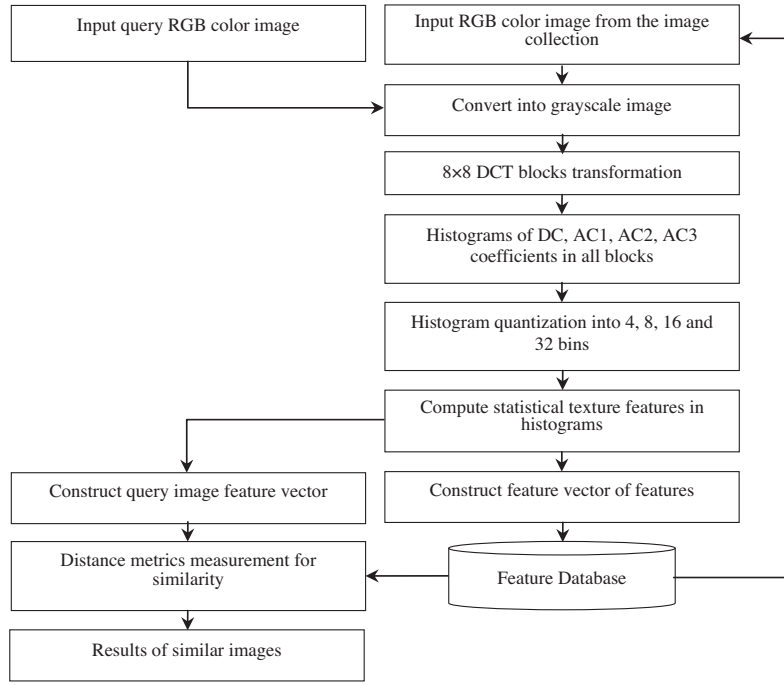 Input query RGB color image
Input RGB color image from the image
collection
Convert into grayscale image
8×8 DCT blocks transformation
Histograms of DC, AC1, AC2, AC3
coefficients in all blocks
Histogram quantization into 4, 8, 16 and
32 bins
Compute statistical texture features in
histograms
Construct query image feature vector
Construct feature vector of features
Distance metrics measurement for
similarity
Feature Database
Results of similar images